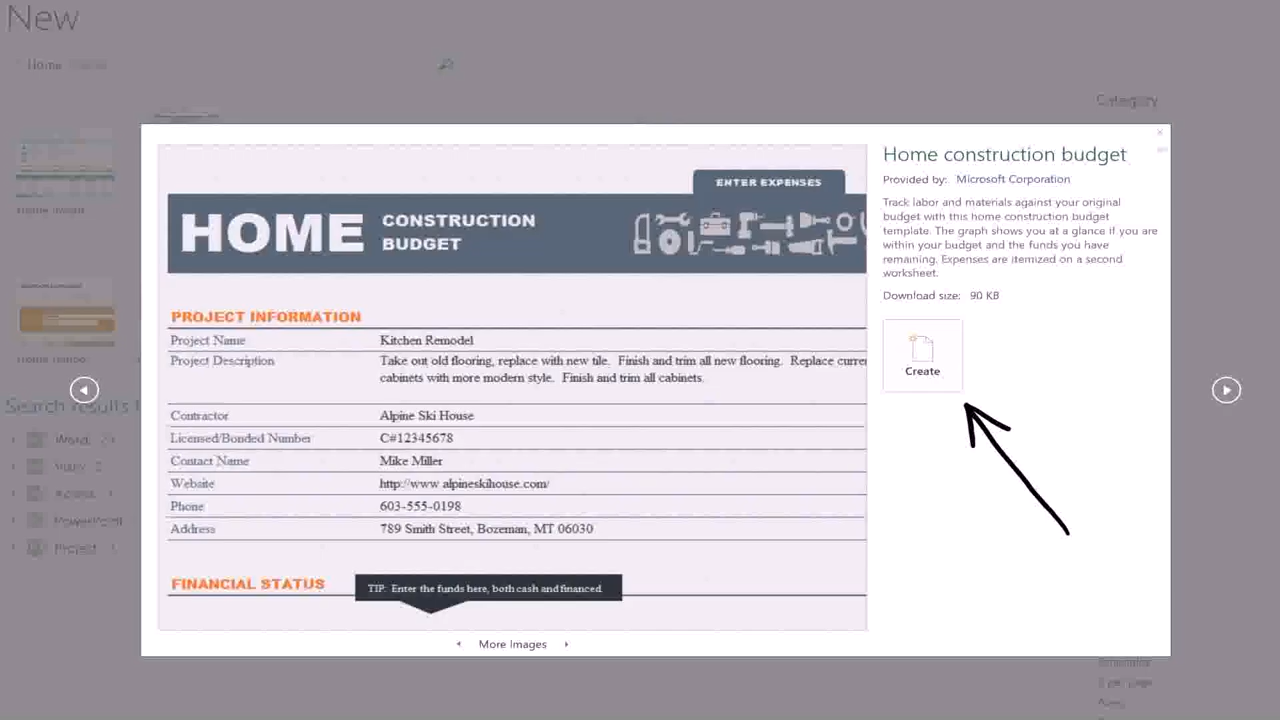 New
Home
Category
Home construction budget
Provided by: Microsoft Corporation
Track labor and materials against your original
budget with this home construction budget
template. The graph shows you at a glance if you are
within your budget and the funds you have
remaining. Expenses are itemized on a second
worksheet.
Download size: 90 KB
Create
ENTER EXPENSES
HOME CONSTRUCTION
BUDGET
PROJECT INFORMATION
Project Name Kitchen Remodel
Project Description Take out old flooring, replace with new tile. Finish and trim all new flooring. Replace curre
cabinets with more modern style. Finish and trim all cabinets.
Contractor Alpine Ski House
Licensed/Bonded Number C#12345678
Contact Name Mike Miller
Website http://www.alpineskihouse.com/
Phone 603-555-0198
Address 789 Smith Street, Bozeman, MT 06030
FINANCIAL STATUS
TIP: Enter the funds here, both cash and financed.
More Images
Search results
Word 2
Access
PowerPoint
Project